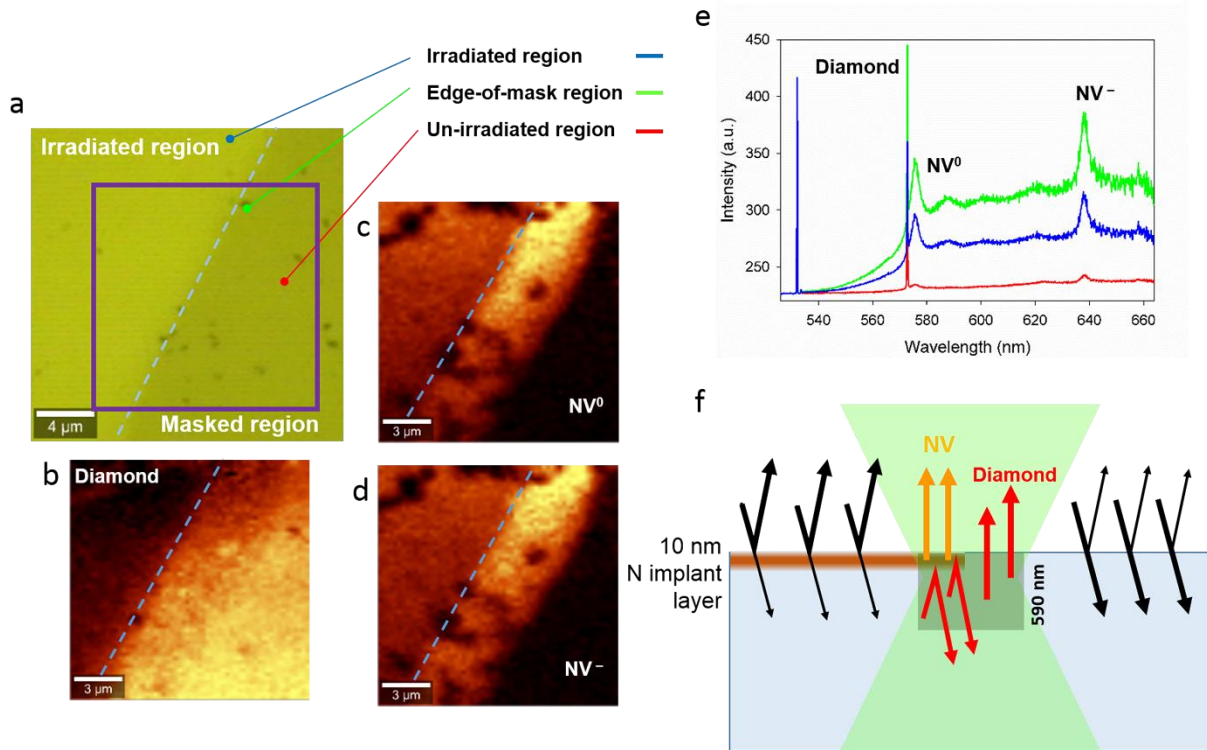 Irradiated region
Edge-of-mask region
Un-irradiated region
a
Irradiated region
4 µm
Masked region
b
Diamond
3 µm
c
NV⁰
3 µm
d
NV⁻
3 µm
e
450
400
350
300
250
Intensity (a.u.)
Diamond
NV⁰
NV⁻
540
560
580
600
620
640
660
Wavelength (nm)
f
NV
Diamond
10 nm
N implant
layer
590 nm